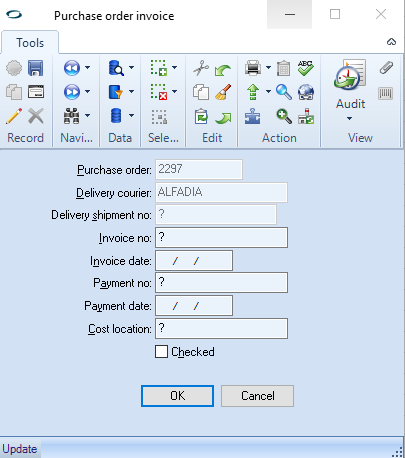 Purchase order invoice
Tools
Record Navi... Data Sele... Edit Action View
ABC
Audit
Purchase order: 2297
Delivery courier: ALFADIA
Delivery shipment no: ?
Invoice no: ?
Invoice date: / /
Payment no: ?
Payment date: / /
Cost location: ?
Checked
OK Cancel
Update